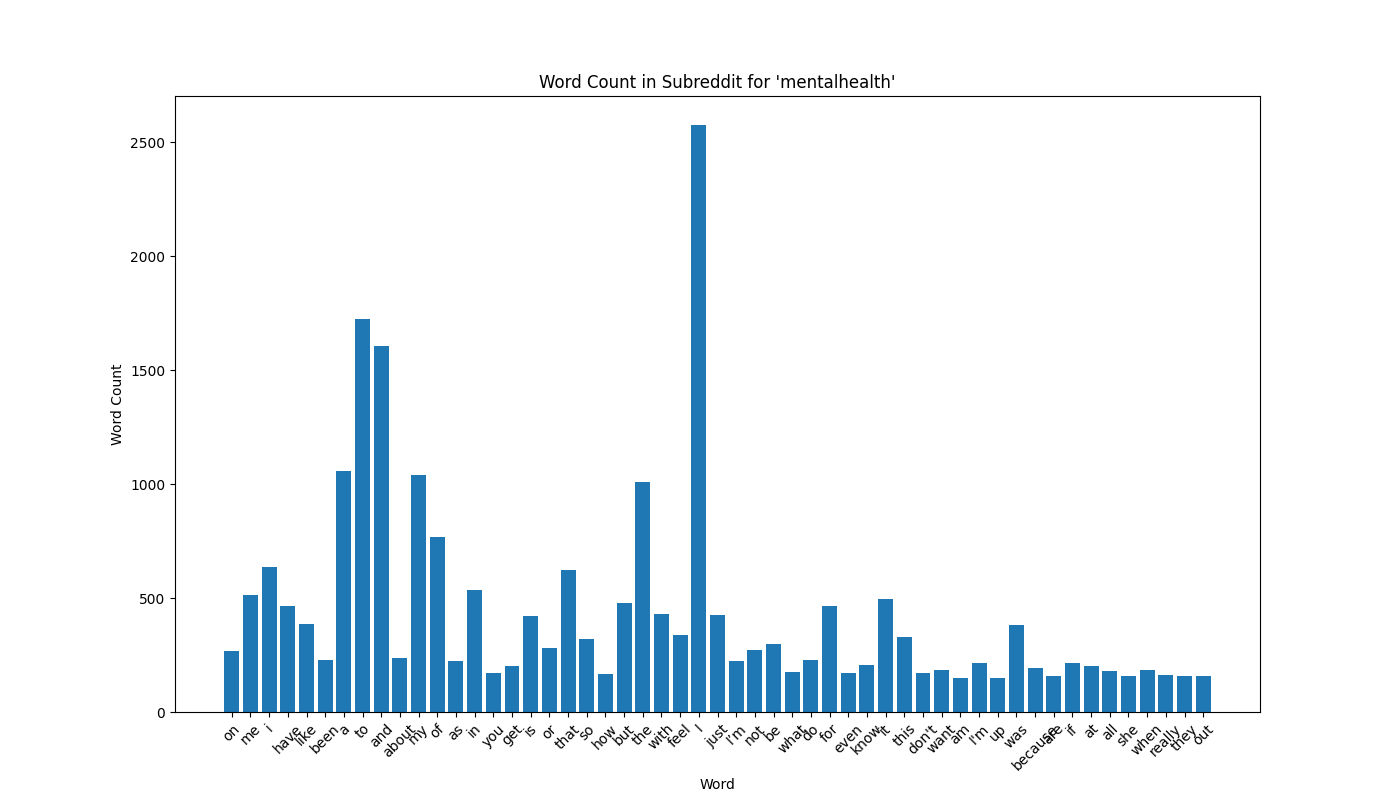 Word Count in Subreddit for 'mentalhealth'
2500
2000
1500
1000
500
0
Word Count
on
me
i
have
like
been
a
to
and
about
my
of
as
in
you
get
is
or
that
so
how
but
the
with
feel
I
just
I'm
not
be
what
do
for
even
know
it
this
don't
want
am
I'm
up
was
because
are
if
at
all
she
when
really
they
out
Word